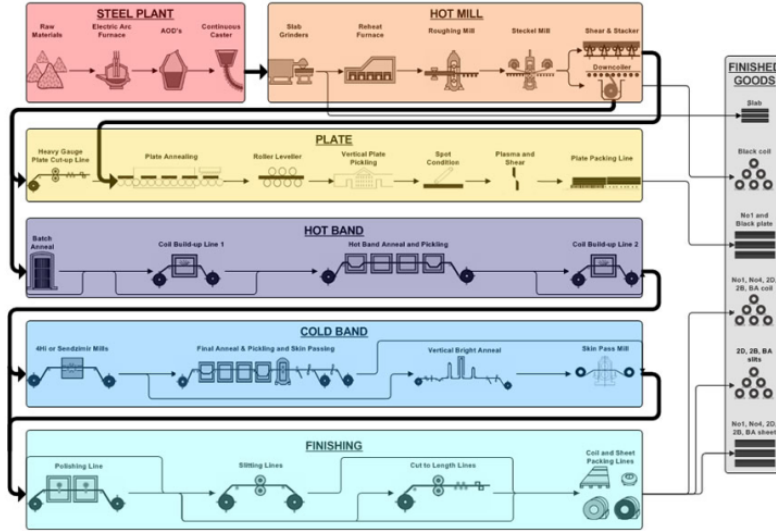 STEEL PLANT
Raw
Materials
Electric Arc
Furnace
AOD's
Continuous
Caster
HOT MILL
Slab
Grinders
Reheat
Furnace
Roughing Mill
Steckel Mill
Shear & Stacker
Downcoiler
PLATE
Heavy Gauge
Plate Cut-up Line
Plate Annealing
Roller Leveller
Vertical Plate
Pickling
Spot
Condition
Plasma and
Shear
Plate Packing Line
HOT BAND
Batch
Anneal
Coil Build-up Line 1
Hot Band Anneal and Pickling
Coil Build-up Line 2
COLD BAND
4Hi or Sendzimir Mills
Final Anneal & Pickling and Skin Passing
Vertical Bright Anneal
Skin Pass Mill
FINISHING
Polishing Line
Slitting Lines
Cut to Length Lines
Coil and Sheet
Packing Lines
FINISHED
GOODS
Slab
Black coil
No1 and
Black plate
No1, No4, 2D,
2B, BA coil
2D, 2B, BA
slits
No1, No4, 2D,
2B, BA sheet